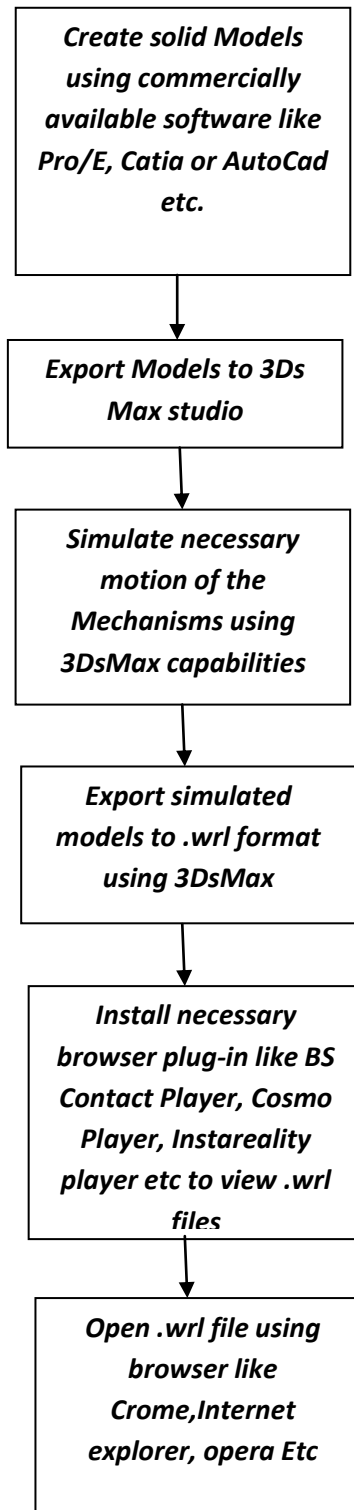 Create solid Models
using commercially
available software like
Pro/E, Catia or AutoCad
etc.
Export Models to 3Ds
Max studio
Simulate necessary
motion of the
Mechanisms using
3DsMax capabilities
Export simulated
models to .wrl format
using 3DsMax
Install necessary
browser plug-in like BS
Contact Player, Cosmo
Player, Instareality
player etc to view .wrl
files
Open .wrl file using
browser like
Crome,Internet
explorer, opera Etc